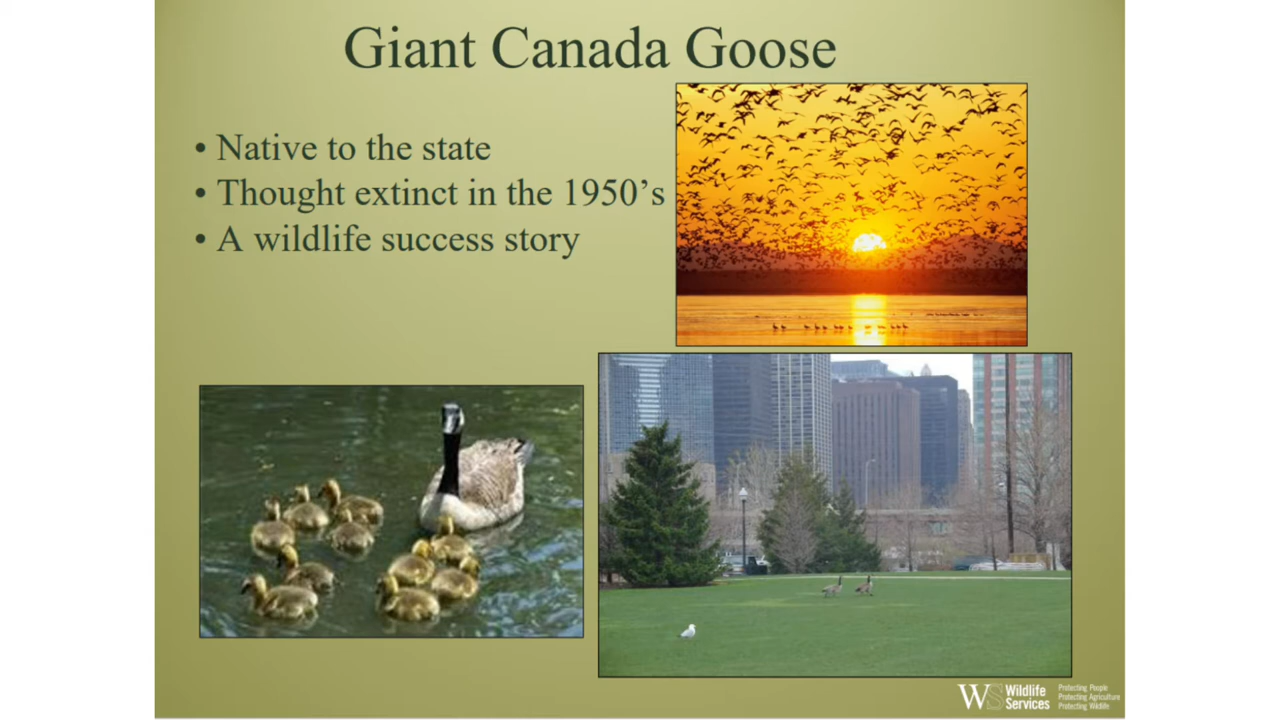 Giant Canada Goose
• Native to the state
• Thought extinct in the 1950’s
• A wildlife success story
WS Wildlife Services
Protecting People
Protecting Agriculture
Protecting Wildlife